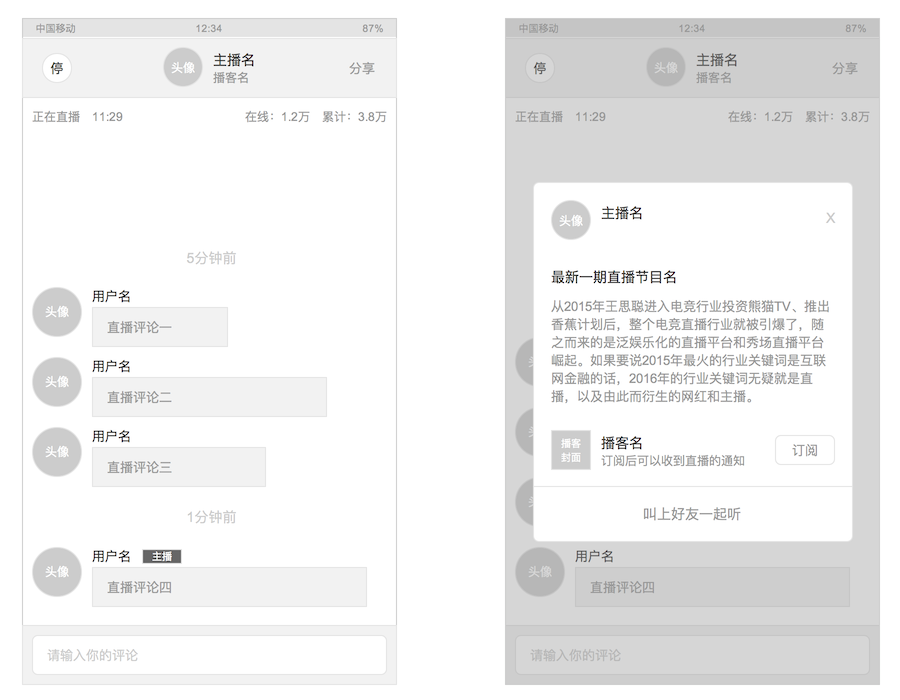 中国移动 12:34 87%
停 头像 主播名 分享
播客名
正在直播 11:29 在线：1.2万 累计：3.8万
5分钟前
用户名
头像 直播评论一
用户名
头像 直播评论二
用户名
头像 直播评论三
1分钟前
用户名 主播
头像 直播评论四
请输入你的评论
中国移动 12:34 87%
停 头像 主播名 分享
播客名
正在直播 11:29 在线：1.2万 累计：3.8万
头像 主播名 X
最新一期直播节目名
从2015年王思聪进入电竞行业投资熊猫TV、推出
香蕉计划后，整个电竞直播行业就被引爆了，随
之而来的是泛娱乐化的直播平台和秀场直播平台
崛起。如果要说2015年最火的行业关键词是互联
网金融的话，2016年的行业关键词无疑就是直
播，以及由此而衍生的网红和主播。
播客 播客名 订阅
封面 订阅后可以收到直播的通知
叫上好友一起听
用户名
头像 直播评论四
请输入你的评论